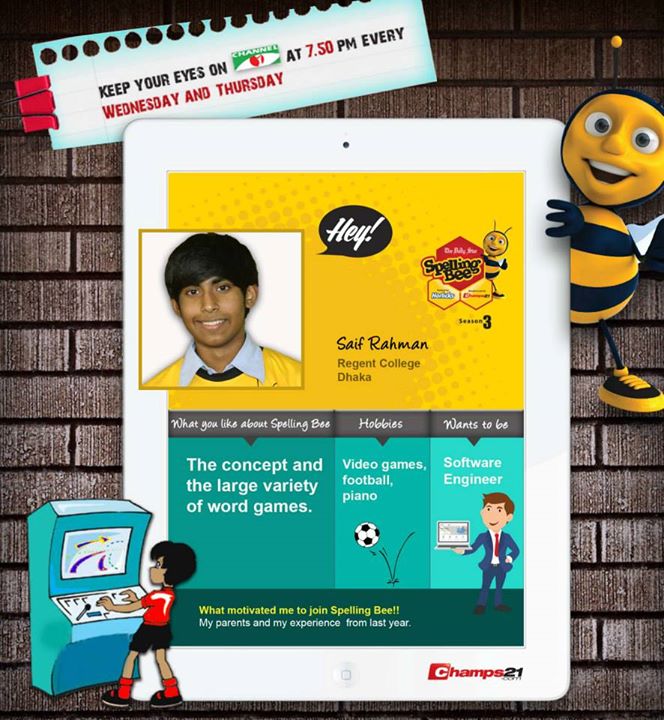 KEEP YOUR EYES ON CHANNEL AT 7.50 PM EVERY
WEDNESDAY AND THURSDAY
Hey!
The Daily Star
Spelling
Bee
Horlicks
Champs21
Season 3
Saif Rahman
Regent College
Dhaka
What you like about Spelling Bee
Hobbies
Wants to be
The concept and
the large variety
of word games.
Video games,
football,
piano
Software
Engineer
What motivated me to join Spelling Bee!!
My parents and my experience from last year.
Champs21
.com